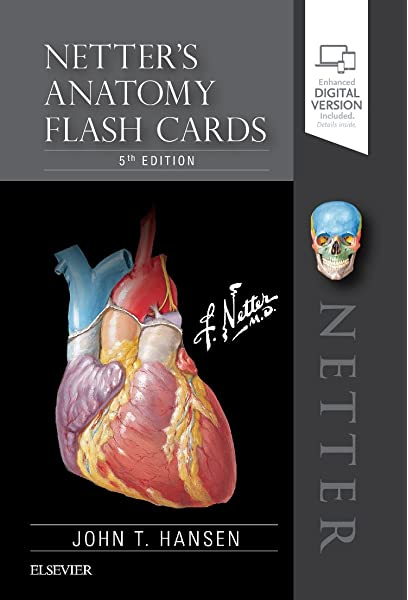 NETTER'S
ANATOMY
FLASH CARDS
5th EDITION
Enhanced
DIGITAL
VERSION
Included.
Details inside.
F. Netter
M.D.
NETTER
JOHN T. HANSEN
ELSEVIER